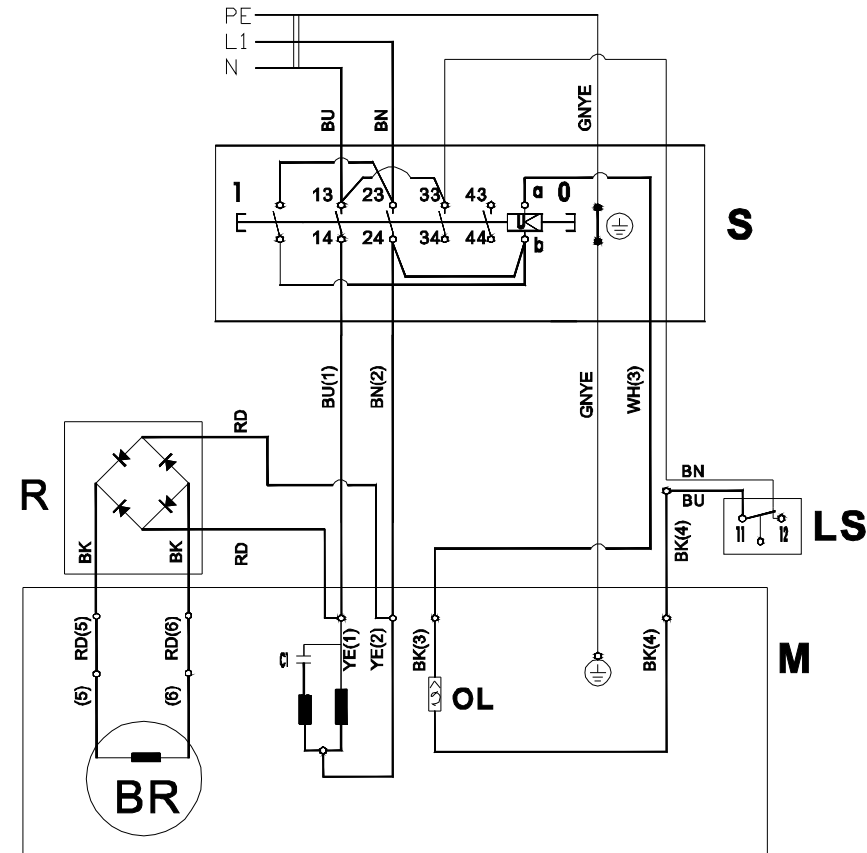 PE
L1
N
BU
BN
GNYE
1
13
23
33
43
a
0
U<
14
24
34
44
b
S
BU(1)
BN(2)
GNYE
WH(3)
RD
R
BK
BK
RD
BN
BU
11
12
LS
BK(4)
RD(5)
RD(6)
YE(1)
YE(2)
BK(3)
BK(4)
M
C1
(5)
(6)
OL
BR